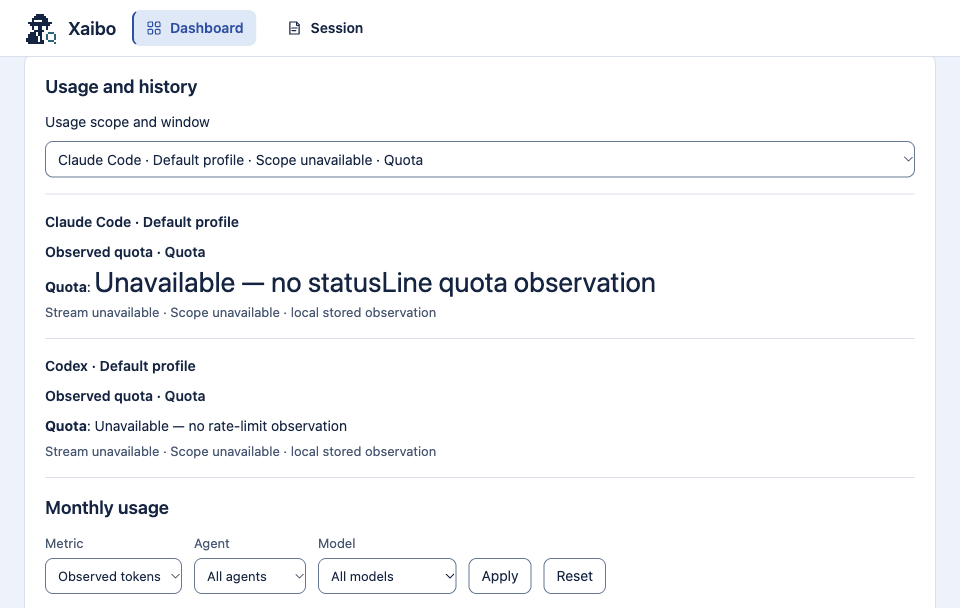 Xaibo
Dashboard
Session
Usage and history
Usage scope and window
Claude Code · Default profile · Scope unavailable · Quota
Claude Code · Default profile
Observed quota · Quota
Quota: Unavailable — no statusLine quota observation
Stream unavailable · Scope unavailable · local stored observation
Codex · Default profile
Observed quota · Quota
Quota: Unavailable — no rate-limit observation
Stream unavailable · Scope unavailable · local stored observation
Monthly usage
Metric Agent Model
Observed tokens All agents All models Apply Reset